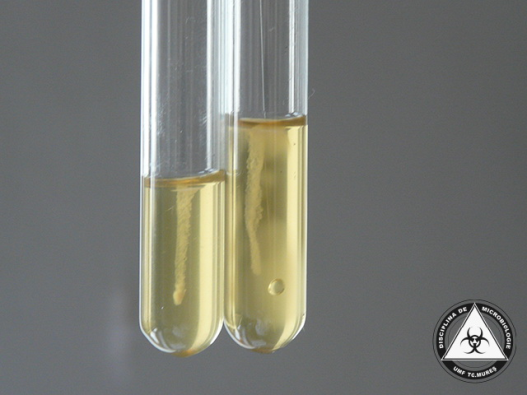 DISCIPLINA DE MICROBIOLOGIE
UMF TG.MURES